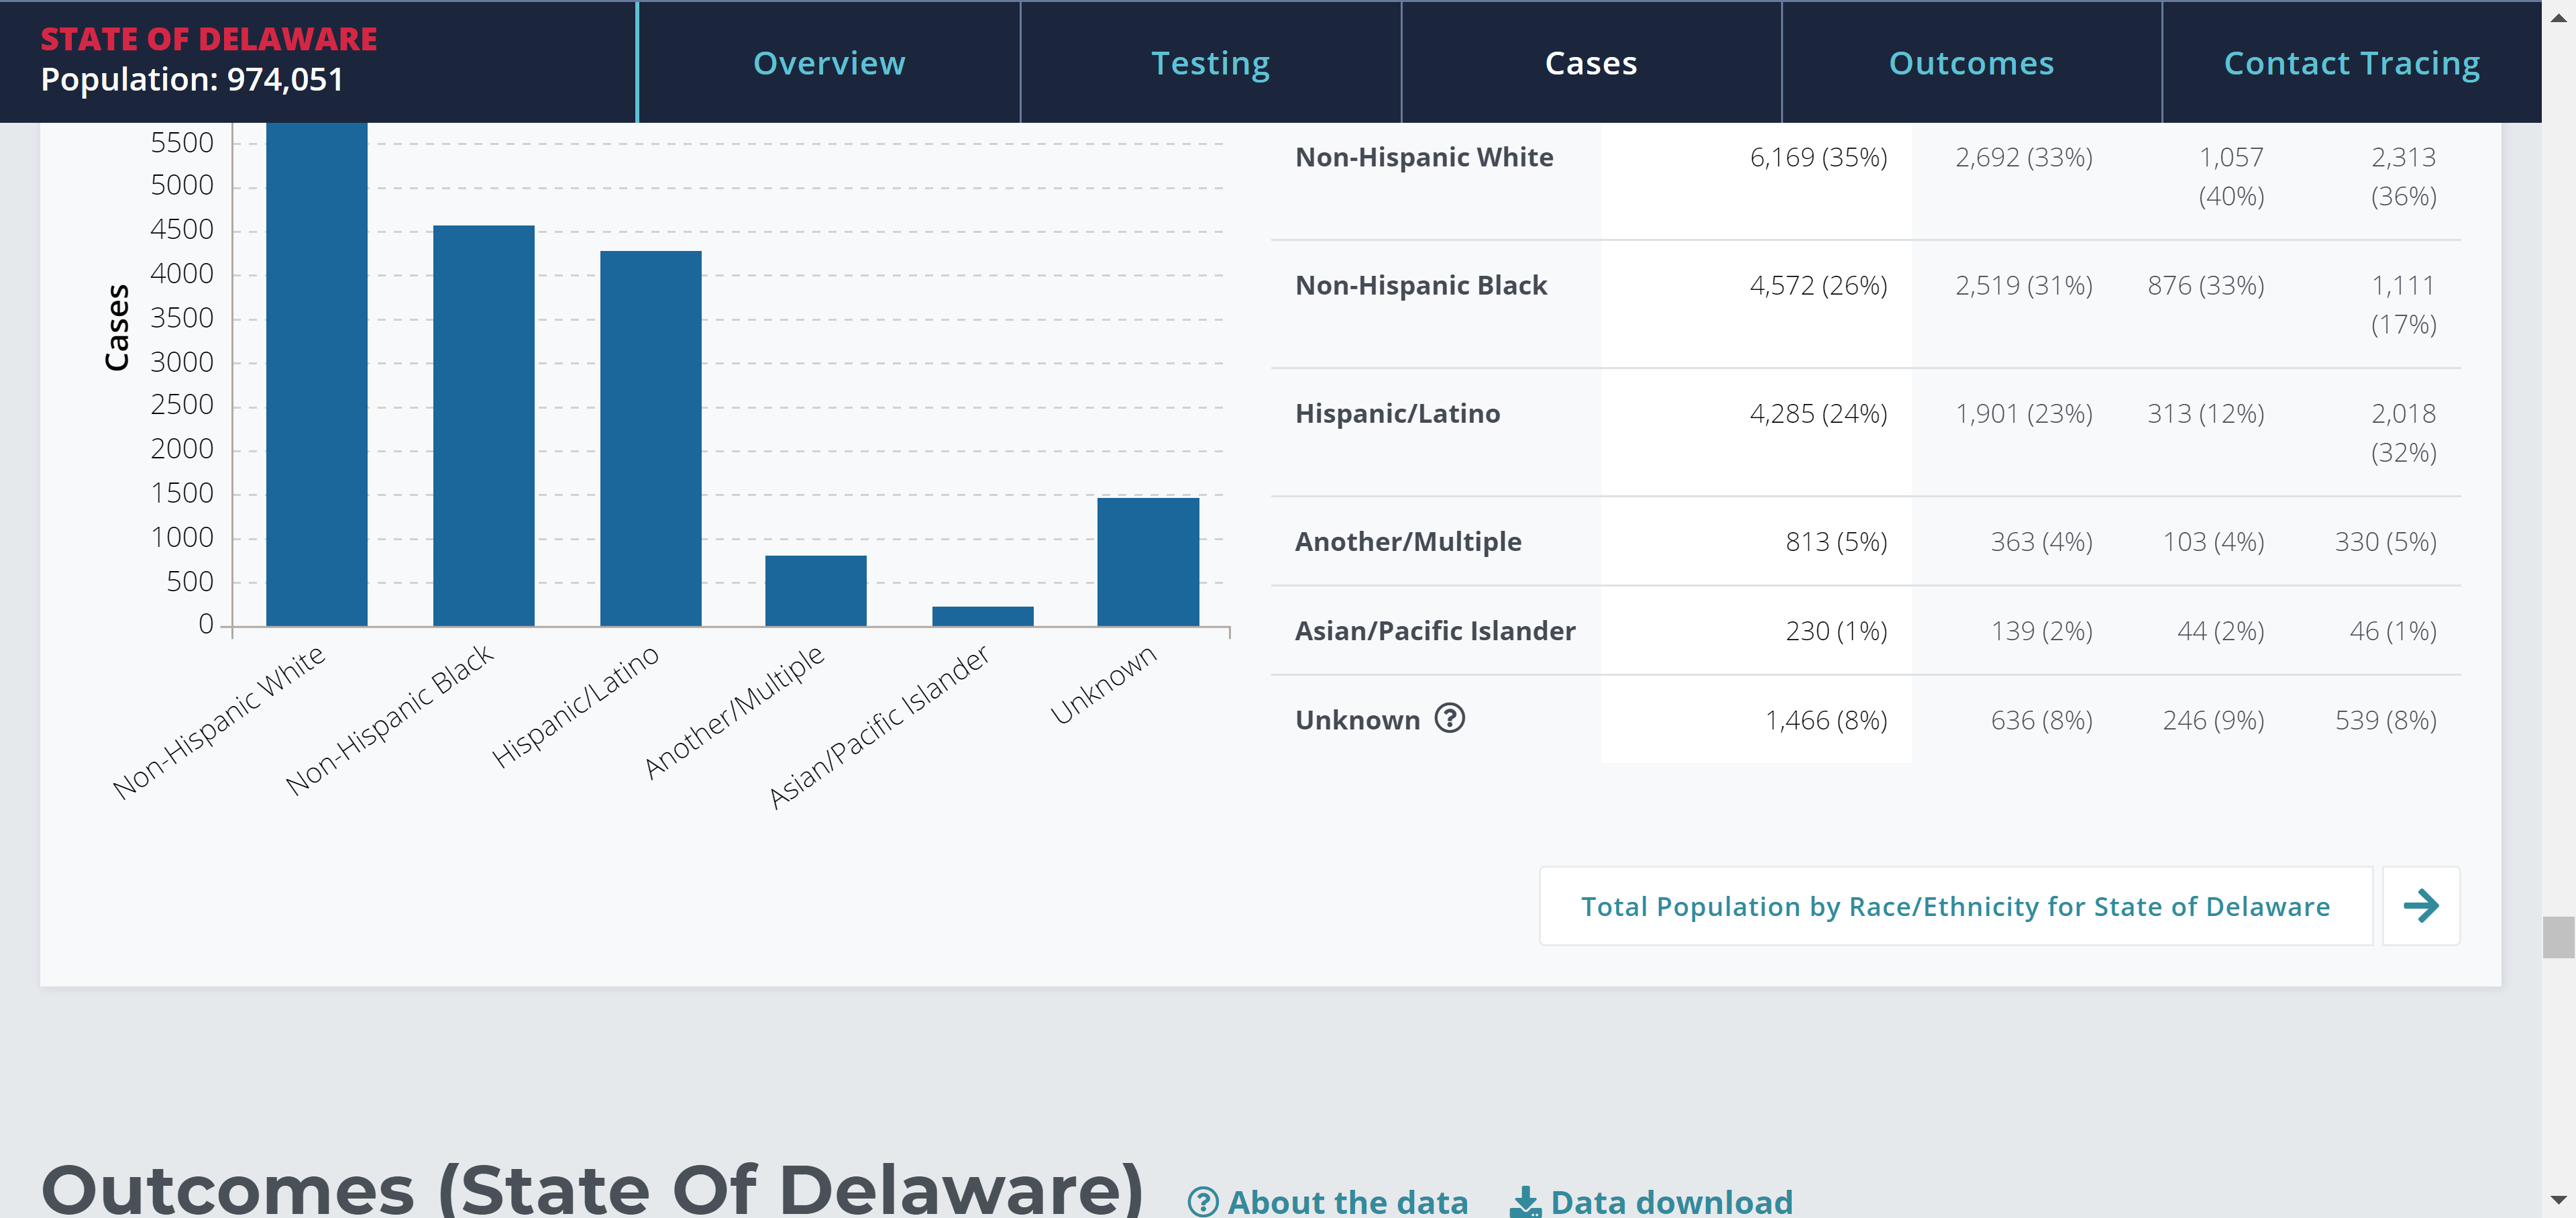 STATE OF DELAWARE
Population: 974,051
Overview
Testing
Cases
Outcomes
Contact Tracing
5500
5000
4500
4000
3500
3000
2500
2000
1500
1000
500
0
Cases
Non-Hispanic White
Non-Hispanic Black
Hispanic/Latino
Another/Multiple
Asian/Pacific Islander
Unknown
Non-Hispanic White 6,169 (35%) 2,692 (33%) 1,057 2,313
(40%) (36%)
Non-Hispanic Black 4,572 (26%) 2,519 (31%) 876 (33%) 1,111
(17%)
Hispanic/Latino 4,285 (24%) 1,901 (23%) 313 (12%) 2,018
(32%)
Another/Multiple 813 (5%) 363 (4%) 103 (4%) 330 (5%)
Asian/Pacific Islander 230 (1%) 139 (2%) 44 (2%) 46 (1%)
Unknown ? 1,466 (8%) 636 (8%) 246 (9%) 539 (8%)
Total Population by Race/Ethnicity for State of Delaware
Outcomes (State Of Delaware) ? About the data Data download